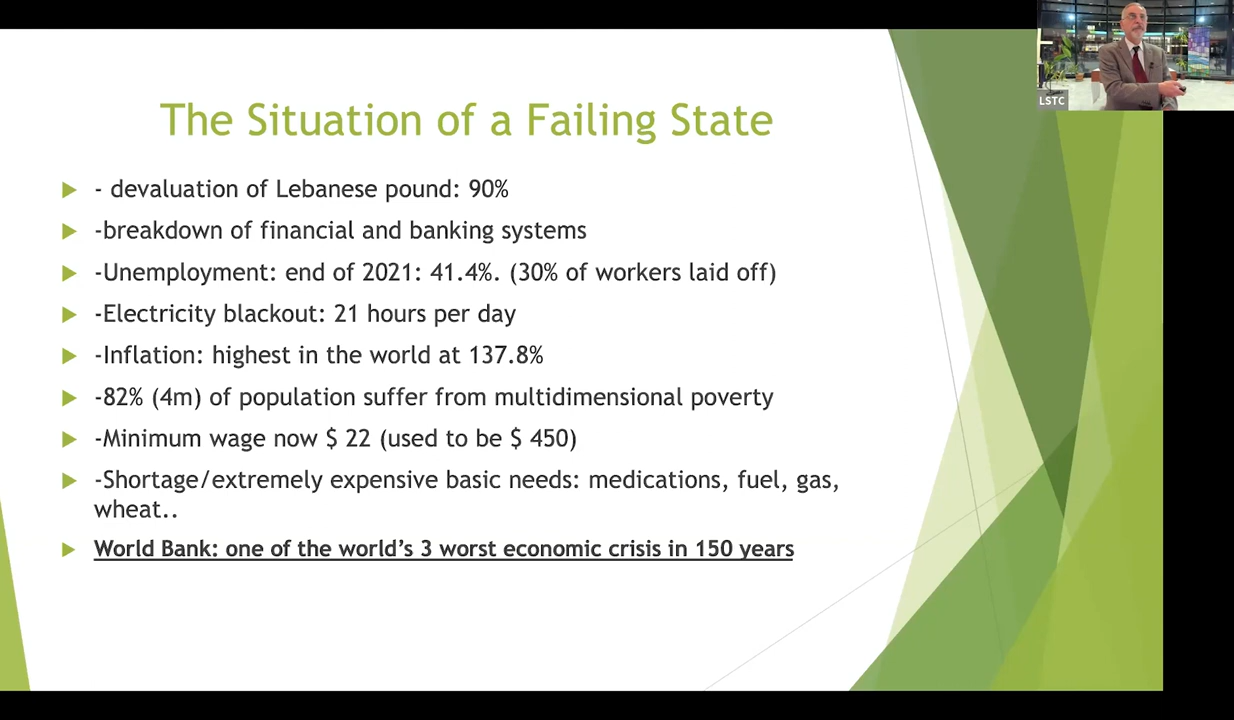 LSTC
The Situation of a Failing State
- devaluation of Lebanese pound: 90%
-breakdown of financial and banking systems
-Unemployment: end of 2021: 41.4%. (30% of workers laid off)
-Electricity blackout: 21 hours per day
-Inflation: highest in the world at 137.8%
-82% (4m) of population suffer from multidimensional poverty
-Minimum wage now $ 22 (used to be $ 450)
-Shortage/extremely expensive basic needs: medications, fuel, gas,
wheat..
World Bank: one of the world's 3 worst economic crisis in 150 years